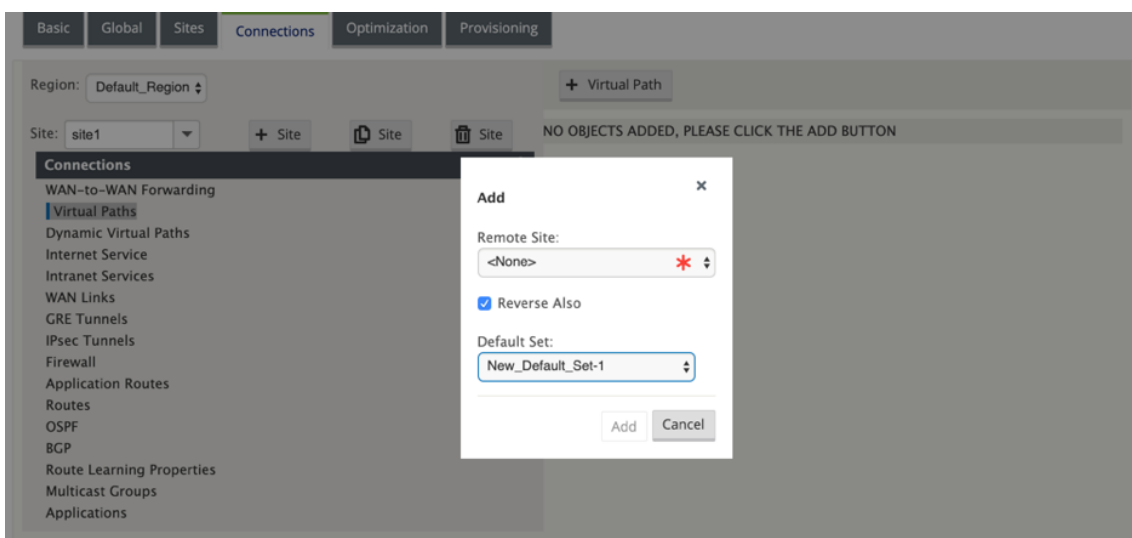 Basic Global Sites Connections Optimization Provisioning
Region: Default_Region
+ Virtual Path
Site: site1 + Site Site Site
NO OBJECTS ADDED, PLEASE CLICK THE ADD BUTTON
Connections
WAN-to-WAN Forwarding
Virtual Paths
Dynamic Virtual Paths
Internet Service
Intranet Services
WAN Links
GRE Tunnels
IPsec Tunnels
Firewall
Application Routes
Routes
OSPF
BGP
Route Learning Properties
Multicast Groups
Applications
Add ×
Remote Site:
<None> *
Reverse Also
Default Set:
New_Default_Set-1
Add Cancel